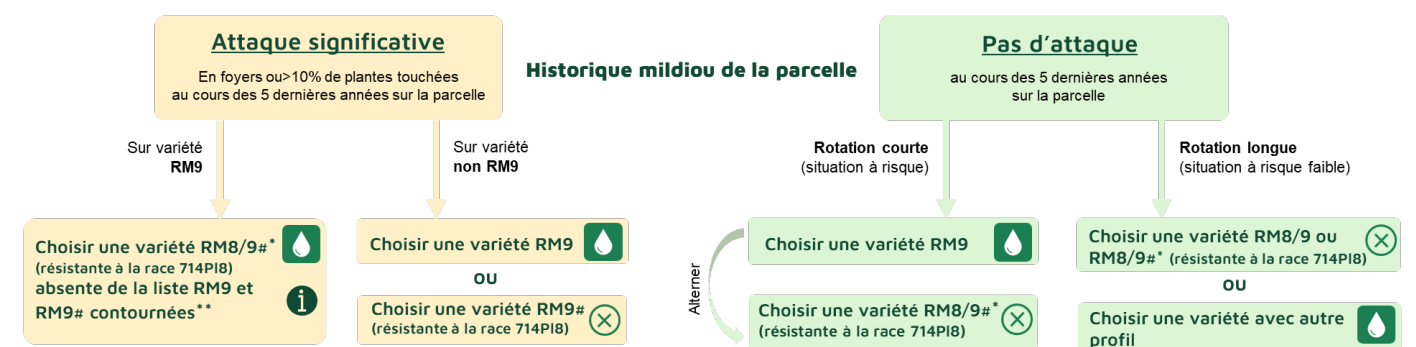 Attaque significative
En foyers ou>10% de plantes touchées
au cours des 5 dernières années sur la parcelle
Historique mildiou de la parcelle
Pas d’attaque
au cours des 5 dernières années
sur la parcelle
Sur variété
RM9
Sur variété
non RM9
Rotation courte
(situation à risque)
Rotation longue
(situation à risque faible)
Choisir une variété RM8/9#*
(résistante à la race 714Pl8)
absente de la liste RM9 et
RM9# contournées**
i
Choisir une variété RM9
OU
Choisir une variété RM9#
(résistante à la race 714Pl8)
Alterner
Choisir une variété RM9
Choisir une variété RM8/9#*
(résistante à la race 714Pl8)
Choisir une variété RM8/9 ou
RM8/9#* (résistante à la race 714Pl8)
OU
Choisir une variété avec autre
profil